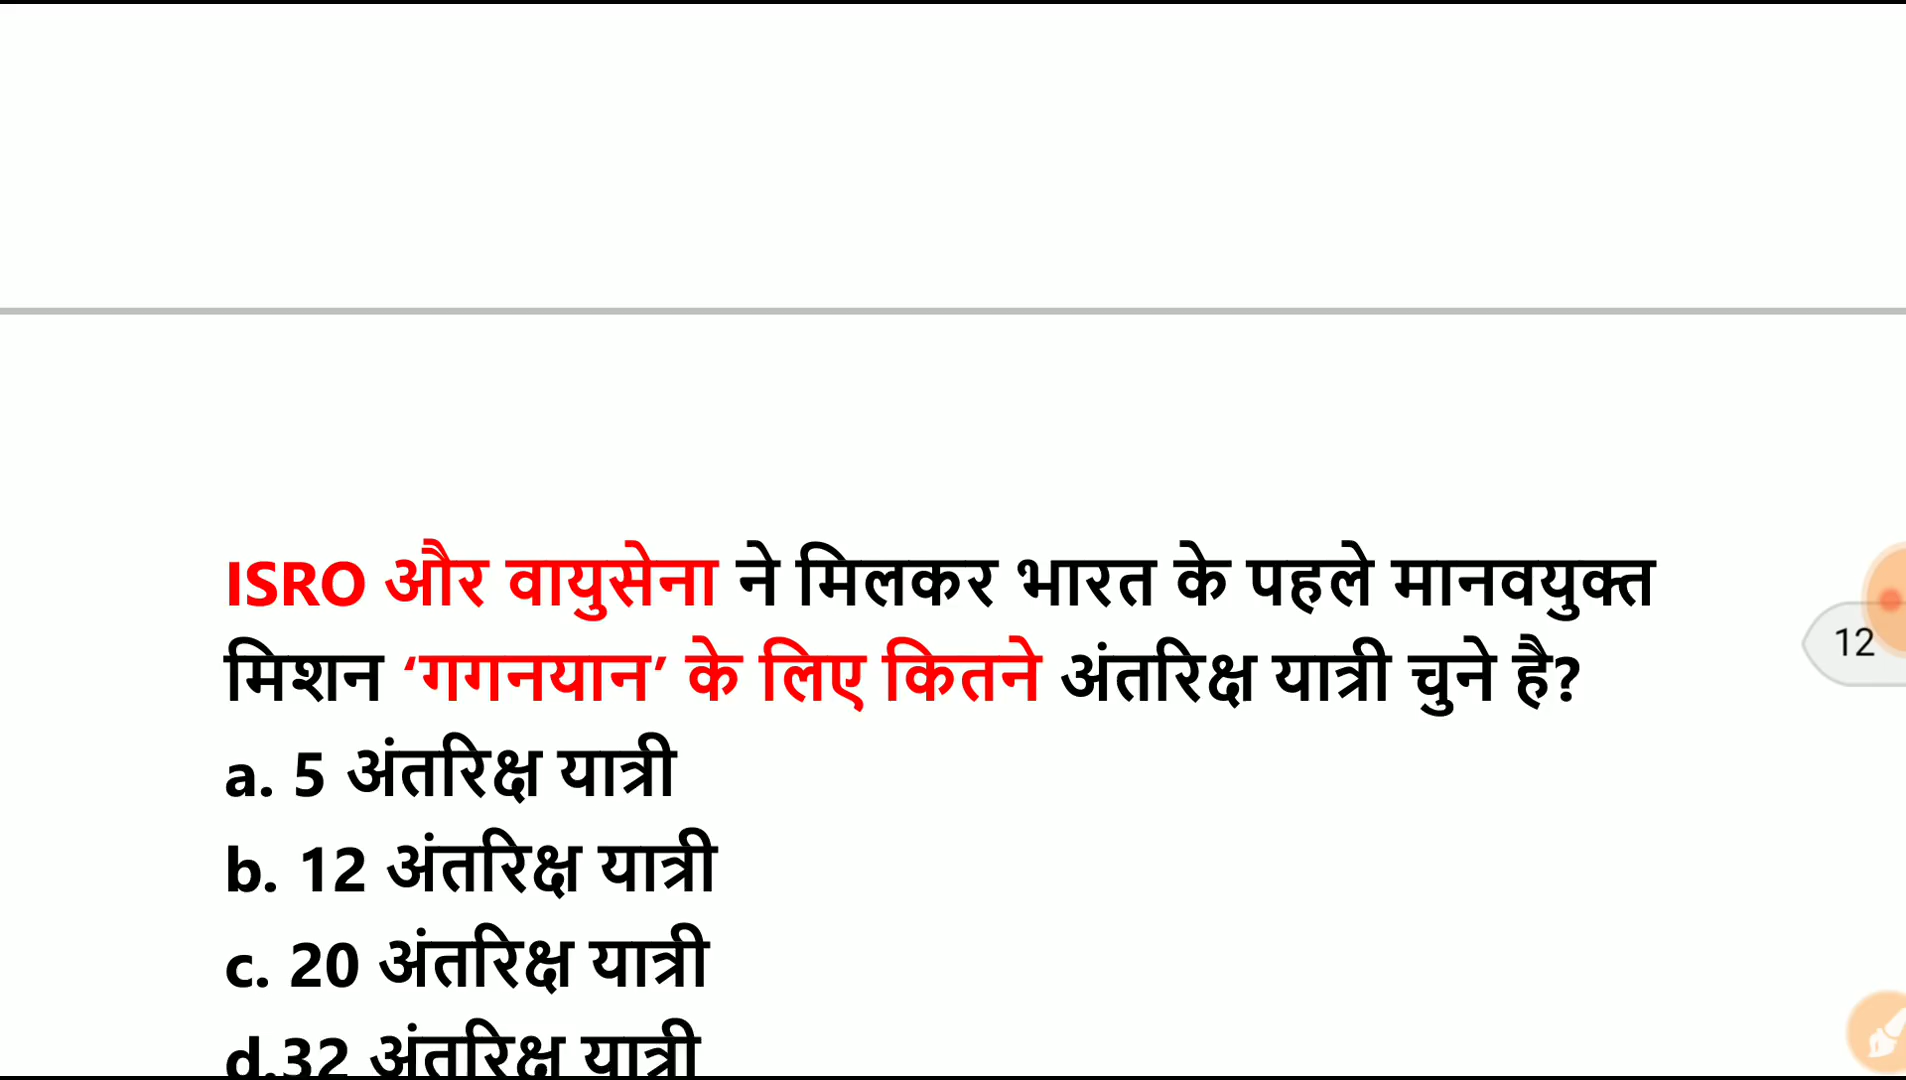 ISRO और वायुसेना ने मिलकर भारत के पहले मानवयुक्त
मिशन ‘गगनयान’ के लिए कितने अंतरिक्ष यात्री चुने है?
12
a. 5 अंतरिक्ष यात्री
b. 12 अंतरिक्ष यात्री
c. 20 अंतरिक्ष यात्री
d.32 अंतरिक्ष यात्री